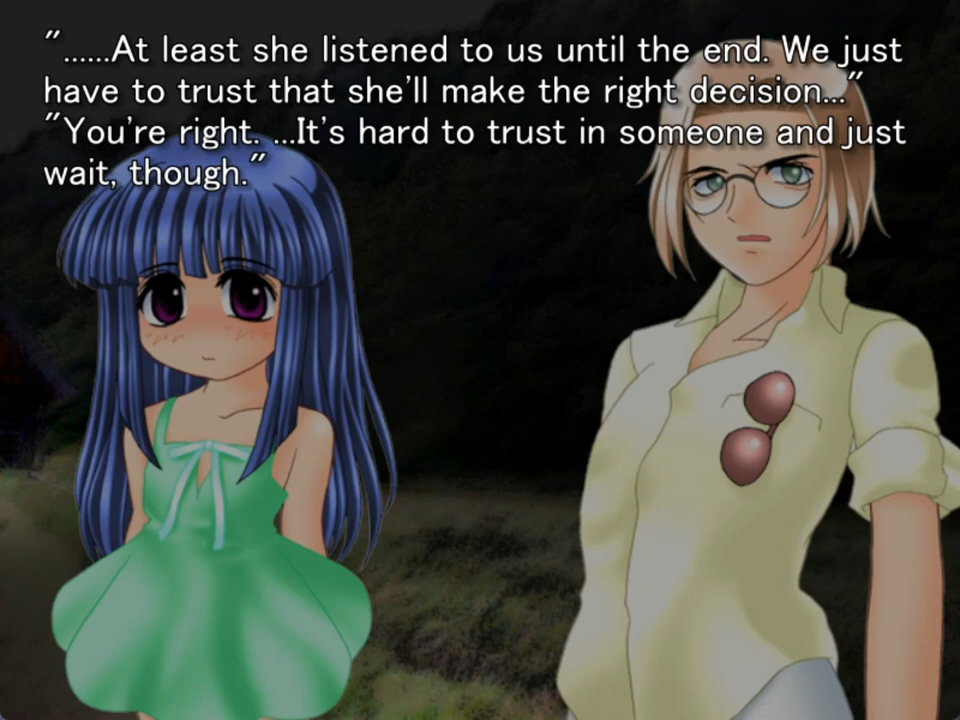 "......At least she listened to us until the end. We just
have to trust that she'll make the right decision..."
"You're right. ...It's hard to trust in someone and just
wait, though."